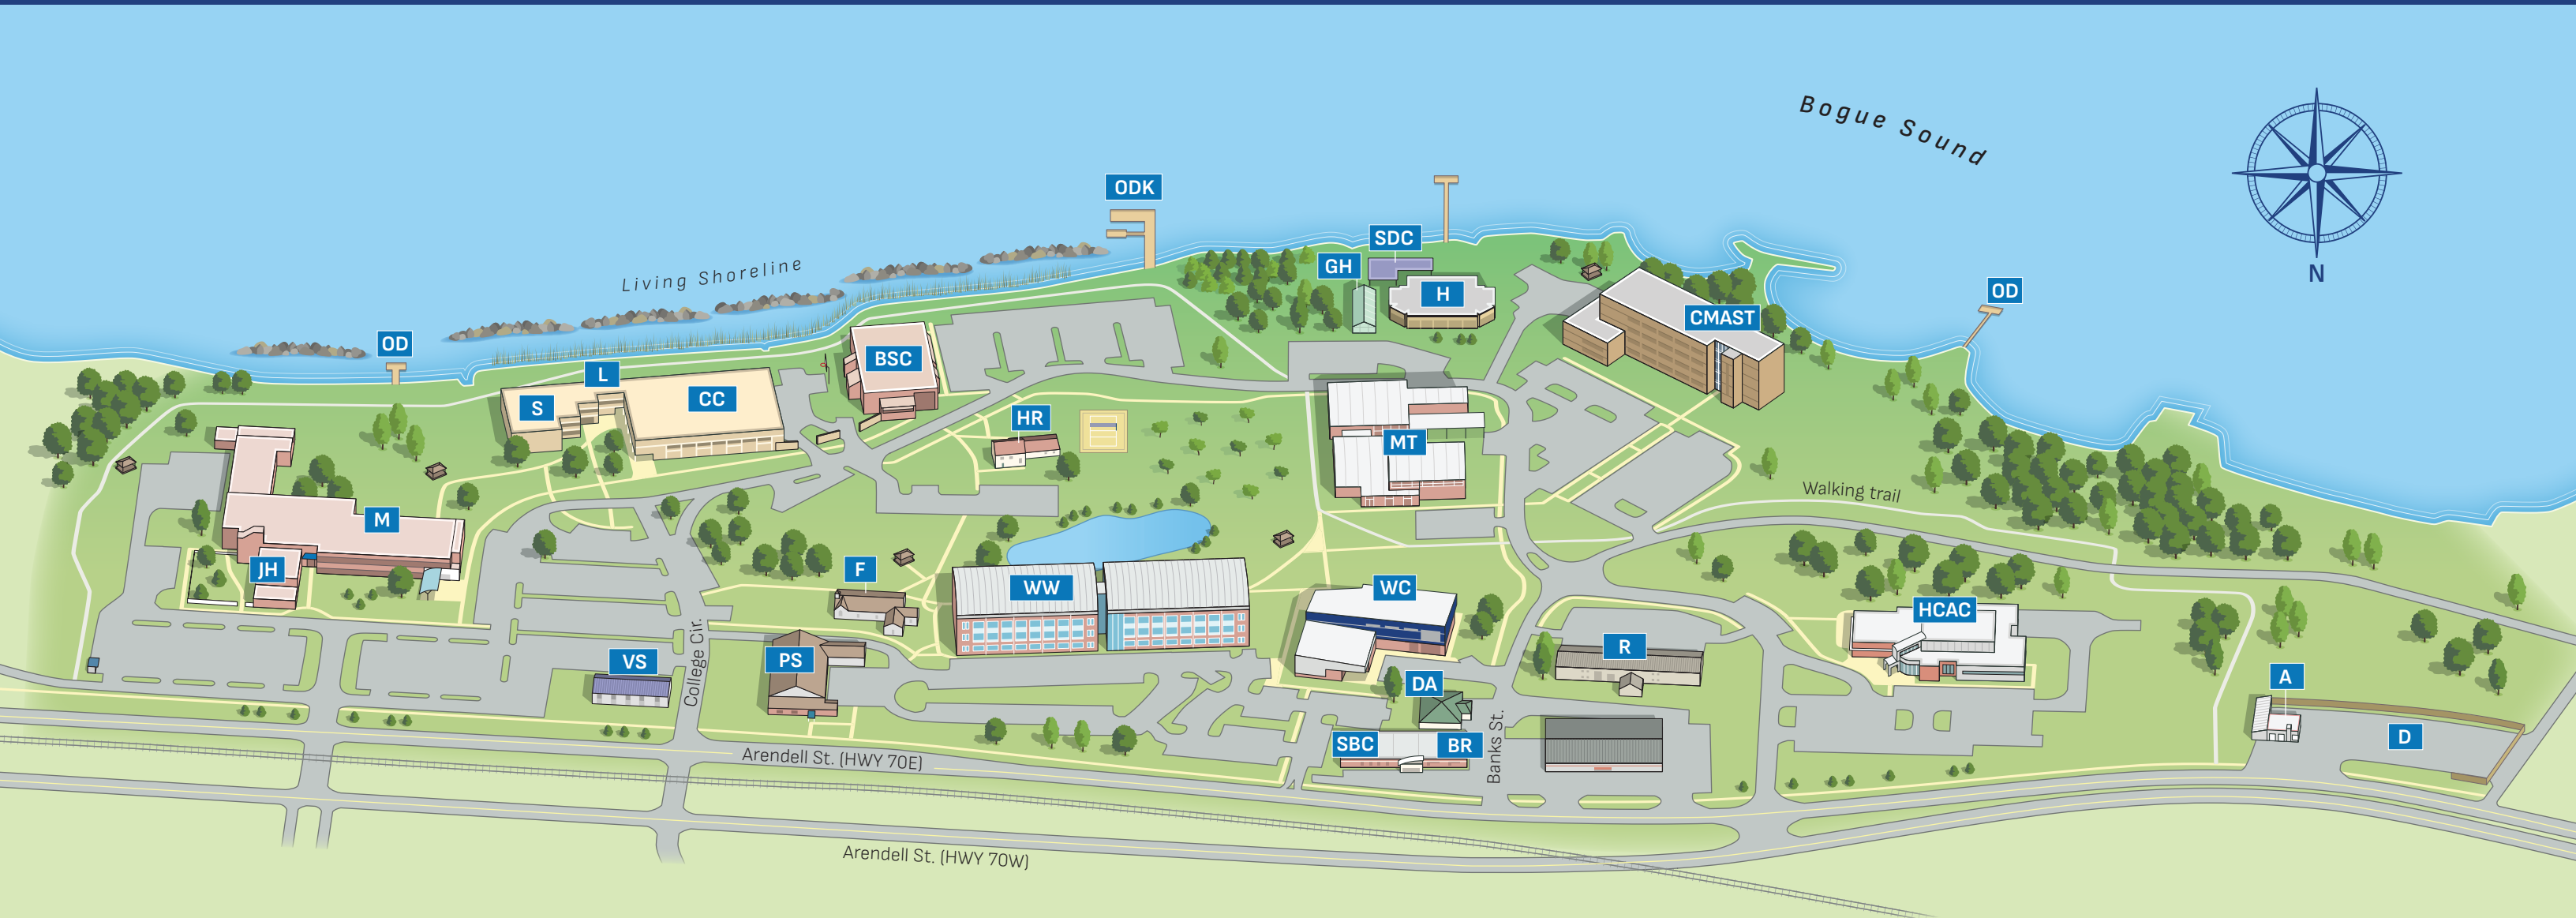 Bogue Sound
N
ODK
SDC
GH
H
Living Shoreline
OD
CMAST
OD
BSC
L
S
CC
HR
MT
Walking trail
M
JH
F
WW
WC
HCAC
College Cir.
VS
PS
R
DA
A
Banks St.
SBC
BR
D
Arendell St. (HWY 70E)
Arendell St. (HWY 70W)